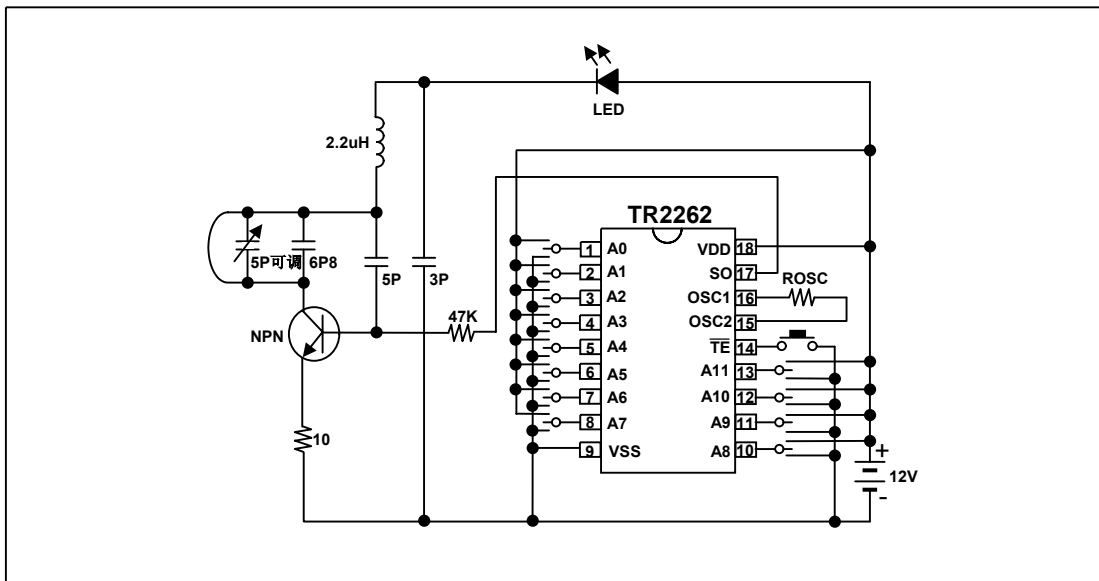 LED
2.2uH
TR2262
5P可调
6P8
5P
3P
NPN
47K
10
1 A0
2 A1
3 A2
4 A3
5 A4
6 A5
7 A6
8 A7
9 VSS
VDD 18
SO 17
OSC1 16
OSC2 15
TE 14
A11 13
A10 12
A9 11
A8 10
ROSC
+
12V
-